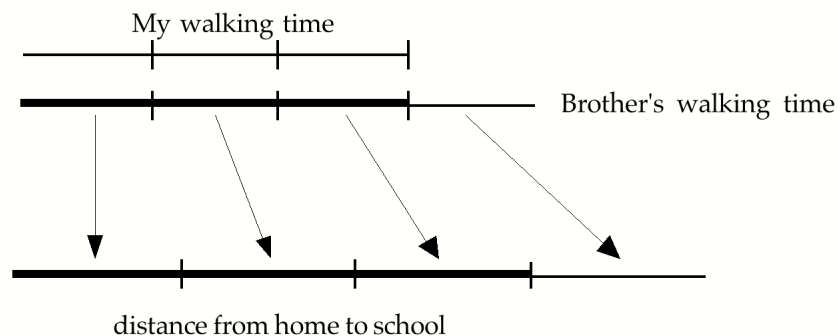 My walking time
Brother's walking time
distance from home to school